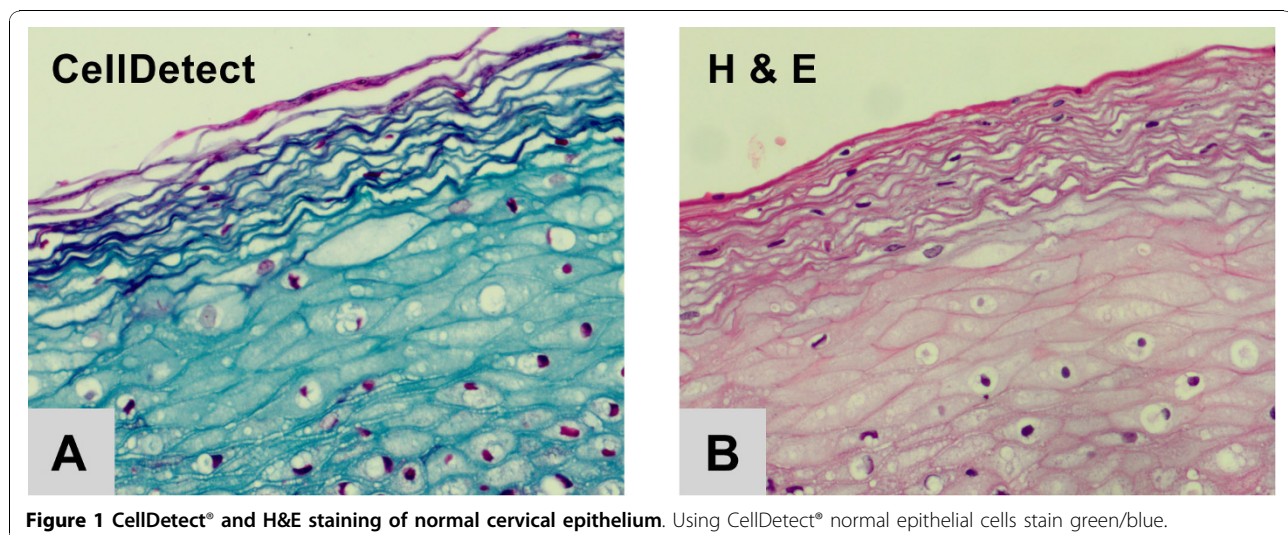 CellDetect
H & E
A
B
Figure 1 CellDetect® and H&E staining of normal cervical epithelium. Using CellDetect® normal epithelial cells stain green/blue.